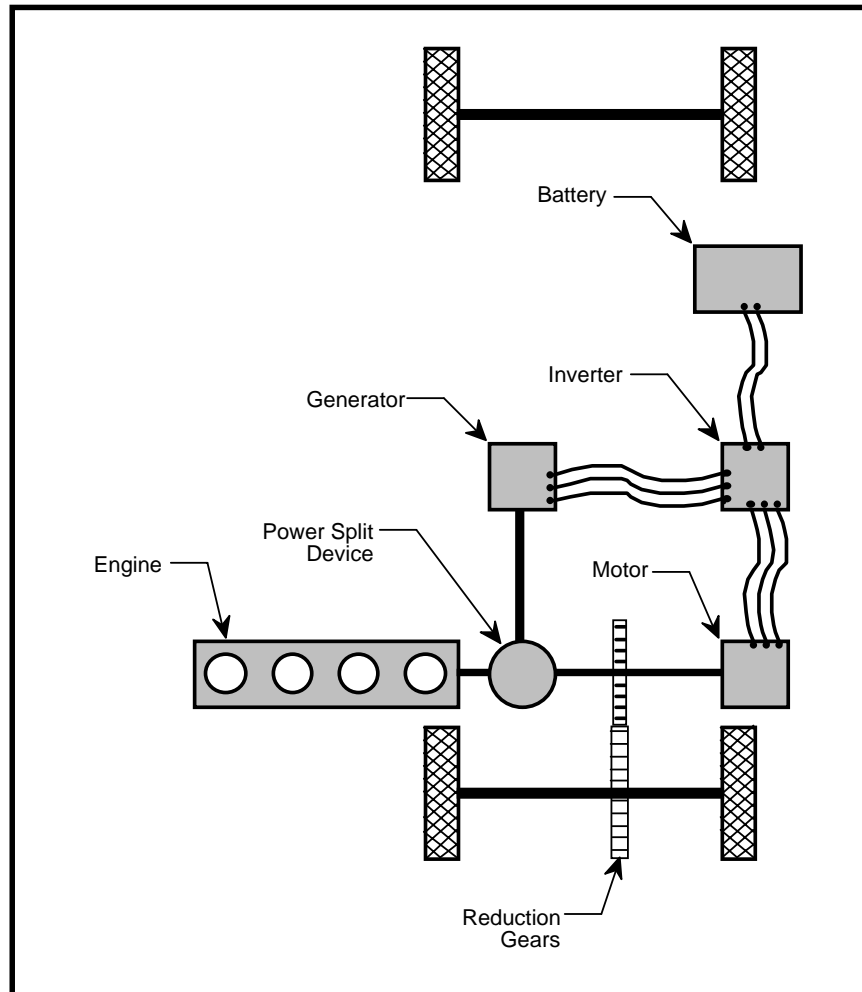 Battery
Inverter
Generator
Power Split
Device
Engine
Motor
Reduction
Gears